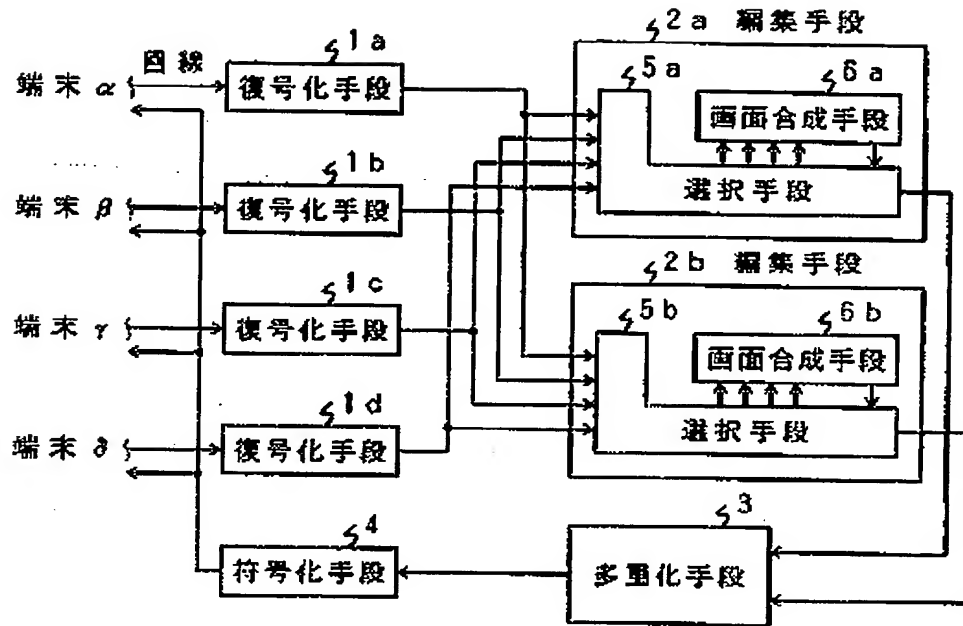 2a 編集手段
1a
回線
5a
6a
端末 α
復号化手段
画面合成手段
1b
選択手段
端末 β
復号化手段
2b 編集手段
1c
5b
6b
端末 γ
復号化手段
画面合成手段
1d
選択手段
端末 δ
復号化手段
4
3
符号化手段
多重化手段